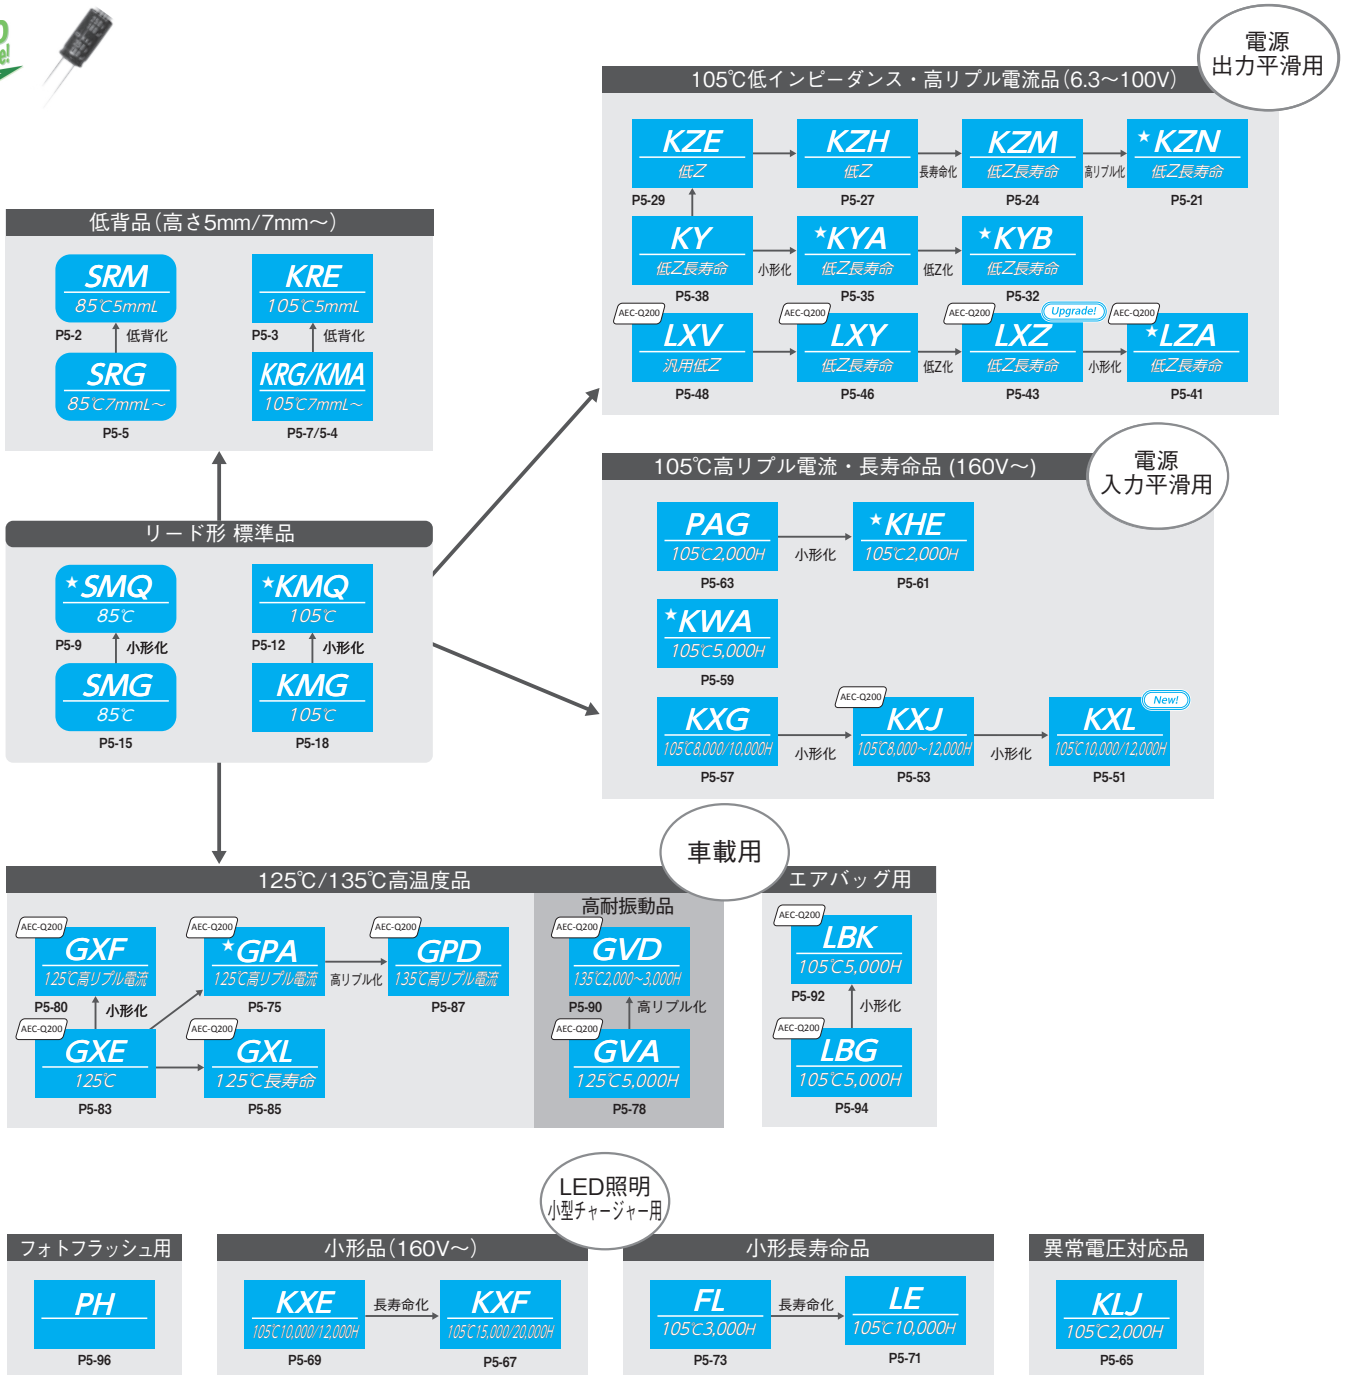 電源
出力平滑用
105℃低インピーダンス・高リプル電流品(6.3～100V)
KZE
低Z
P5-29
KZH
低Z
P5-27
長寿命化
KZM
低Z長寿命
P5-24
高リプル化
★KZN
低Z長寿命
P5-21
KY
低Z長寿命
P5-38
小形化
★KYA
低Z長寿命
P5-35
低Z化
★KYB
低Z長寿命
P5-32
AEC-Q200
LXV
汎用低Z
P5-48
AEC-Q200
LXY
低Z長寿命
P5-46
低Z化
AEC-Q200
Upgrade!
LXZ
低Z長寿命
P5-43
小形化
AEC-Q200
★LZA
低Z長寿命
P5-41
低背品(高さ5mm/7mm～)
SRM
85℃5mmL
P5-2
低背化
SRG
85℃7mmL～
P5-5
KRE
105℃5mmL
P5-3
低背化
KRG/KMA
105℃7mmL～
P5-7/5-4
リード形 標準品
★SMQ
85℃
P5-9
小形化
SMG
85℃
P5-15
★KMQ
105℃
P5-12
小形化
KMG
105℃
P5-18
電源
入力平滑用
105℃高リプル電流・長寿命品 (160V～)
PAG
105℃2,000H
P5-63
小形化
★KHE
105℃2,000H
P5-61
★KWA
105℃5,000H
P5-59
KXG
105℃8,000/10,000H
P5-57
小形化
AEC-Q200
KXJ
105℃8,000～12,000H
P5-53
小形化
New!
KXL
105℃10,000/12,000H
P5-51
車載用
125℃/135℃高温度品
AEC-Q200
GXF
125℃高リプル電流
P5-80
小形化
AEC-Q200
★GPA
125℃高リプル電流
P5-75
高リプル化
AEC-Q200
GPD
135℃高リプル電流
P5-87
AEC-Q200
GXE
125℃
P5-83
AEC-Q200
GXL
125℃長寿命
P5-85
高耐振動品
AEC-Q200
GVD
135℃2,000～3,000H
P5-90
高リプル化
AEC-Q200
GVA
125℃5,000H
P5-78
エアバッグ用
AEC-Q200
LBK
105℃5,000H
P5-92
小形化
AEC-Q200
LBG
105℃5,000H
P5-94
LED照明
小型チャージャー用
フォトフラッシュ用
PH
P5-96
小形品(160V～)
KXE
105℃10,000/12,000H
P5-69
長寿命化
KXF
105℃15,000/20,000H
P5-67
小形長寿命品
FL
105℃3,000H
P5-73
長寿命化
LE
105℃10,000H
P5-71
異常電圧対応品
KLJ
105℃2,000H
P5-65